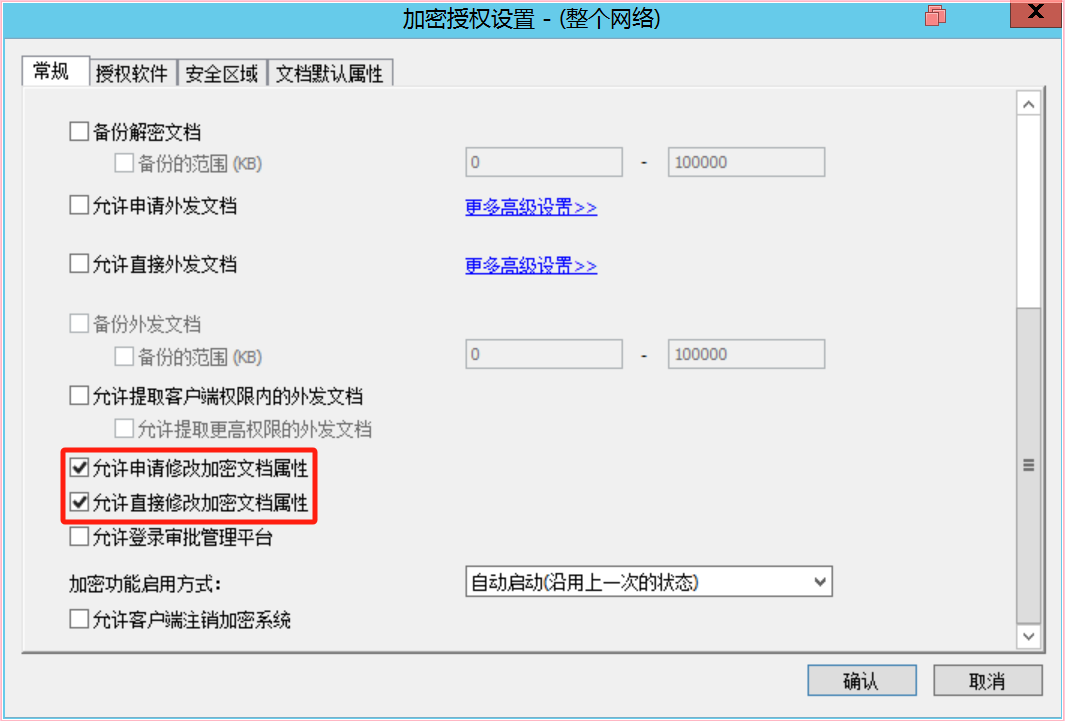 加密授权设置 - (整个网络)
常规 授权软件 安全区域 文档默认属性
备份解密文档
备份的范围(KB) 0 - 100000
允许申请外发文档 更多高级设置>>
允许直接外发文档 更多高级设置>>
备份外发文档
备份的范围(KB) 0 - 100000
允许提取客户端权限内的外发文档
允许提取更高权限的外发文档
允许申请修改加密文档属性
允许直接修改加密文档属性
允许登录审批管理平台
加密功能启用方式： 自动启动(沿用上一次的状态)
允许客户端注销加密系统
确认 取消